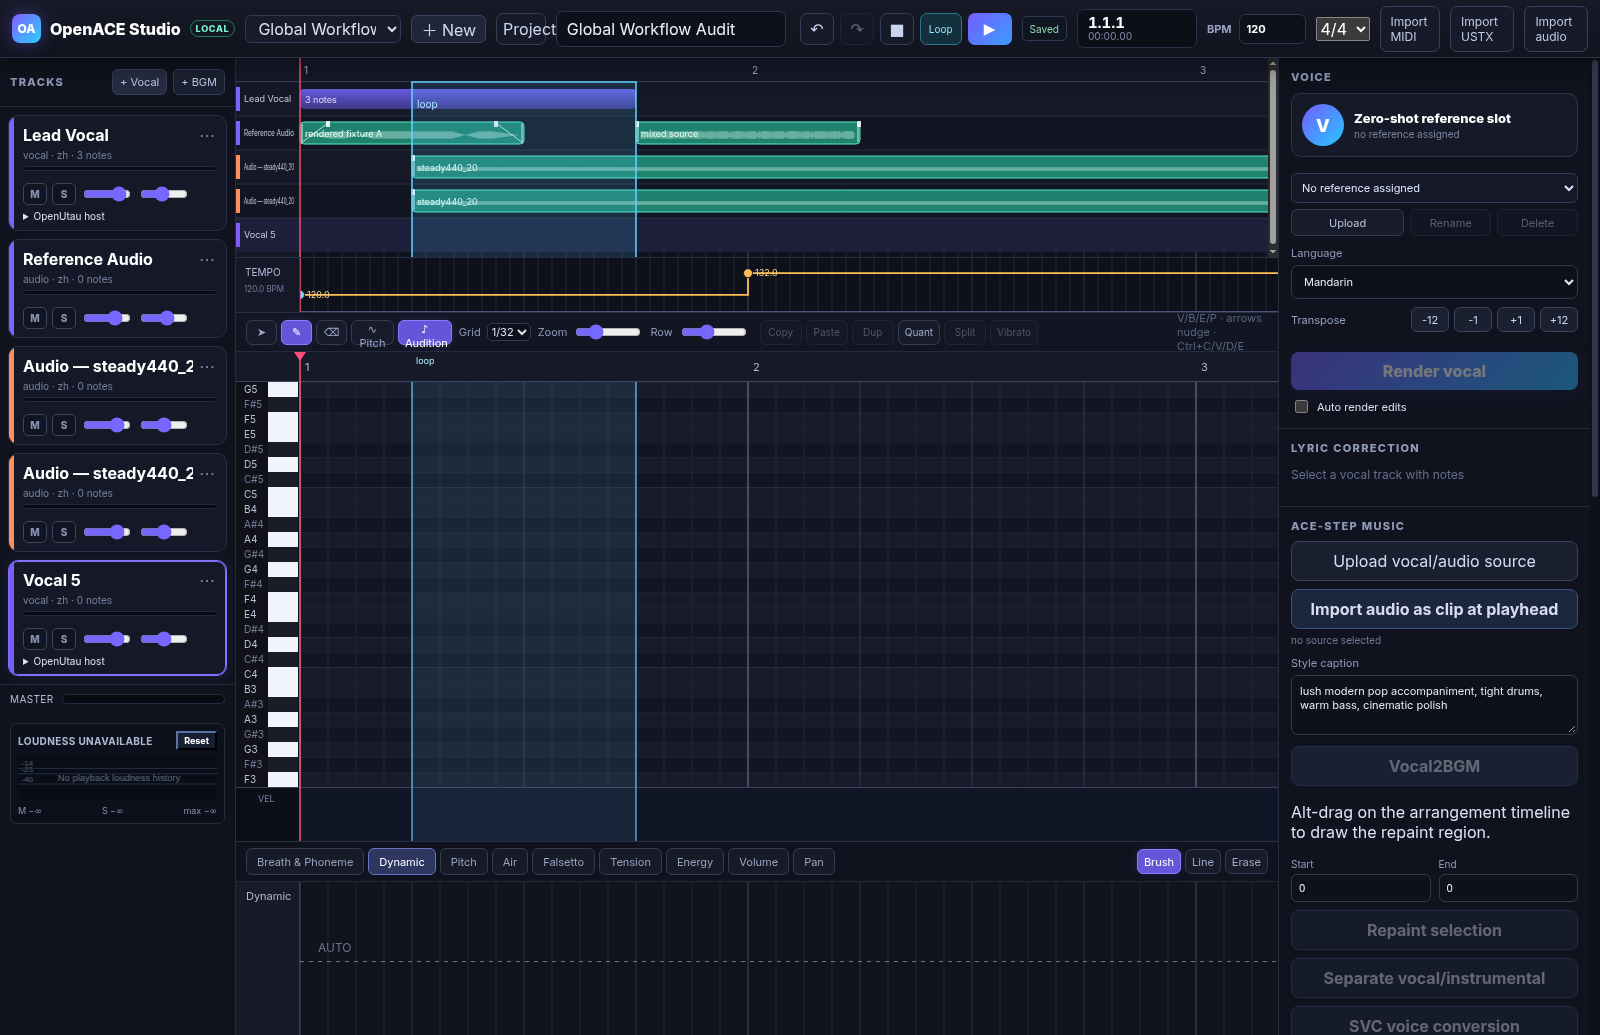 OA OpenACE Studio LOCAL Global Workflow + New Project Global Workflow Audit Loop Saved 1.1.1 00:00.00 BPM 120 4/4 Import MIDI Import USTX Import audio
TRACKS + Vocal + BGM
Lead Vocal ...
vocal · zh · 3 notes
M S
▶ OpenUtau host
Reference Audio ...
audio · zh · 0 notes
M S
Audio — steady440_2 ...
audio · zh · 0 notes
M S
Audio — steady440_2 ...
audio · zh · 0 notes
M S
Vocal 5 ...
vocal · zh · 0 notes
M S
▶ OpenUtau host
MASTER
LOUDNESS UNAVAILABLE Reset
-14
-23
-40
No playback loudness history
M -∞ S -∞ max -∞
1 2 3
Lead Vocal 3 notes loop
Reference Audio rendered fixture A mixed source
Audio — steady440_20 steady440_20
Audio — steady440_20 steady440_20
Vocal 5
TEMPO
120.0 BPM
120.0
132.0
Pitch Audition Grid 1/32 Zoom Row Copy Paste Dup Quant Split Vibrato
V/B/E/P · arrows
nudge ·
Ctrl+C/V/D/E
loop
1 2 3
G5
F#5
F5
E5
D#5
D5
C#5
C5
B4
A#4
A4
G#4
G4
F#4
F4
E4
D#4
D4
C#4
C4
B3
A#3
A3
G#3
G3
F#3
F3
VEL
Breath & Phoneme Dynamic Pitch Air Falsetto Tension Energy Volume Pan Brush Line Erase
Dynamic
AUTO
VOICE
V
Zero-shot reference slot
no reference assigned
No reference assigned
Upload Rename Delete
Language
Mandarin
Transpose -12 -1 +1 +12
Render vocal
Auto render edits
LYRIC CORRECTION
Select a vocal track with notes
ACE-STEP MUSIC
Upload vocal/audio source
Import audio as clip at playhead
no source selected
Style caption
lush modern pop accompaniment, tight drums,
warm bass, cinematic polish
Vocal2BGM
Alt-drag on the arrangement timeline
to draw the repaint region.
Start End
0 0
Repaint selection
Separate vocal/instrumental
SVC voice conversion